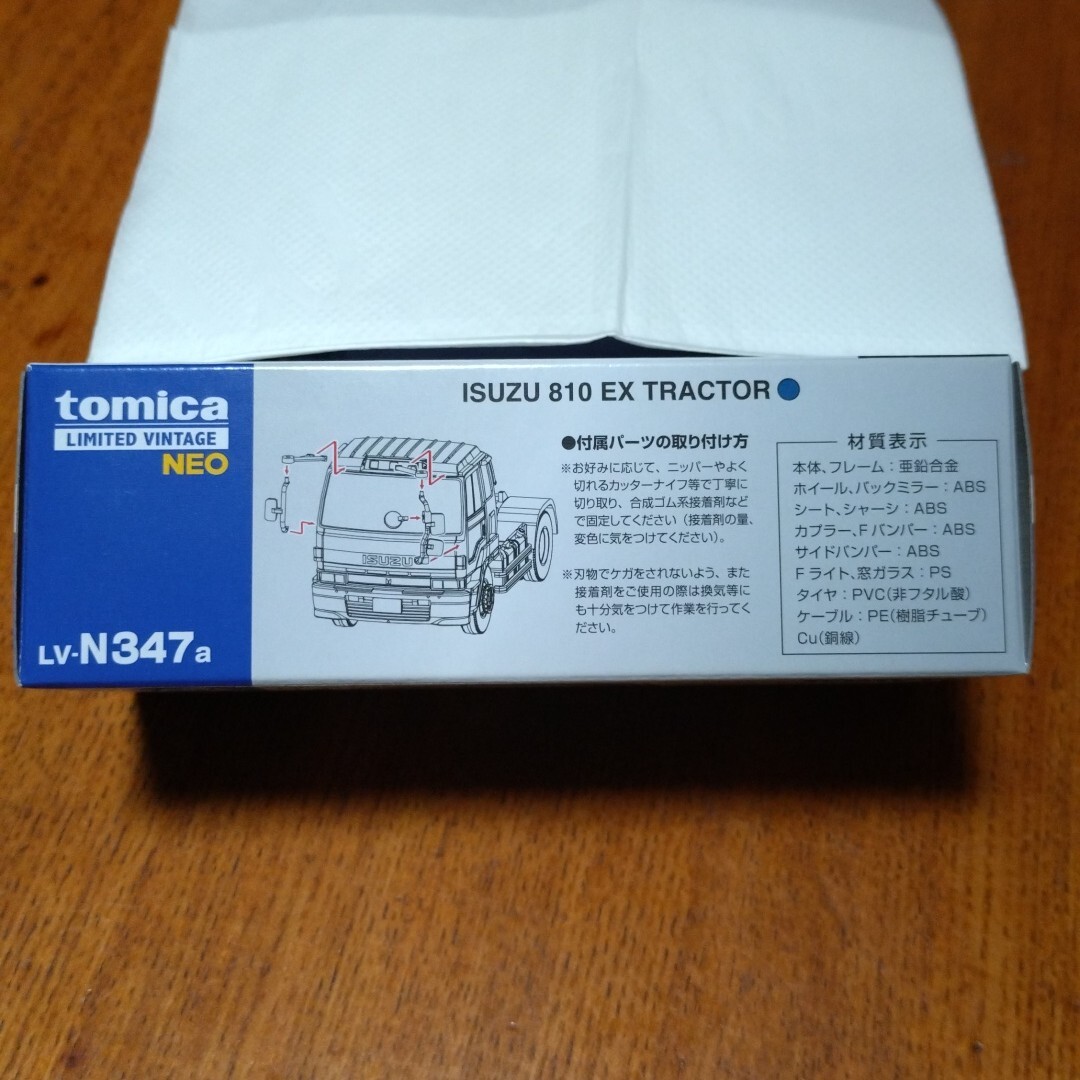 tomica
LIMITED VINTAGE
NEO
LV-N347a
ISUZU 810 EX TRACTOR
ISUZU
●付属パーツの取り付け方
※お好みに応じて、ニッパーやよく
切れるカッターナイフ等で丁寧に
切り取り、合成ゴム系接着剤など
で固定してください（接着剤の量、
変色に気をつけてください）。
※刃物でケガをされないよう、また
接着剤をご使用の際は換気等に
も十分気をつけて作業を行ってく
ださい。
材質表示
本体、フレーム：亜鉛合金
ホイール、バックミラー：ABS
シート、シャーシ：ABS
カプラー、Fバンパー：ABS
サイドバンパー：ABS
Fライト、窓ガラス：PS
タイヤ：PVC(非フタル酸)
ケーブル：PE(樹脂チューブ)
Cu(銅線)